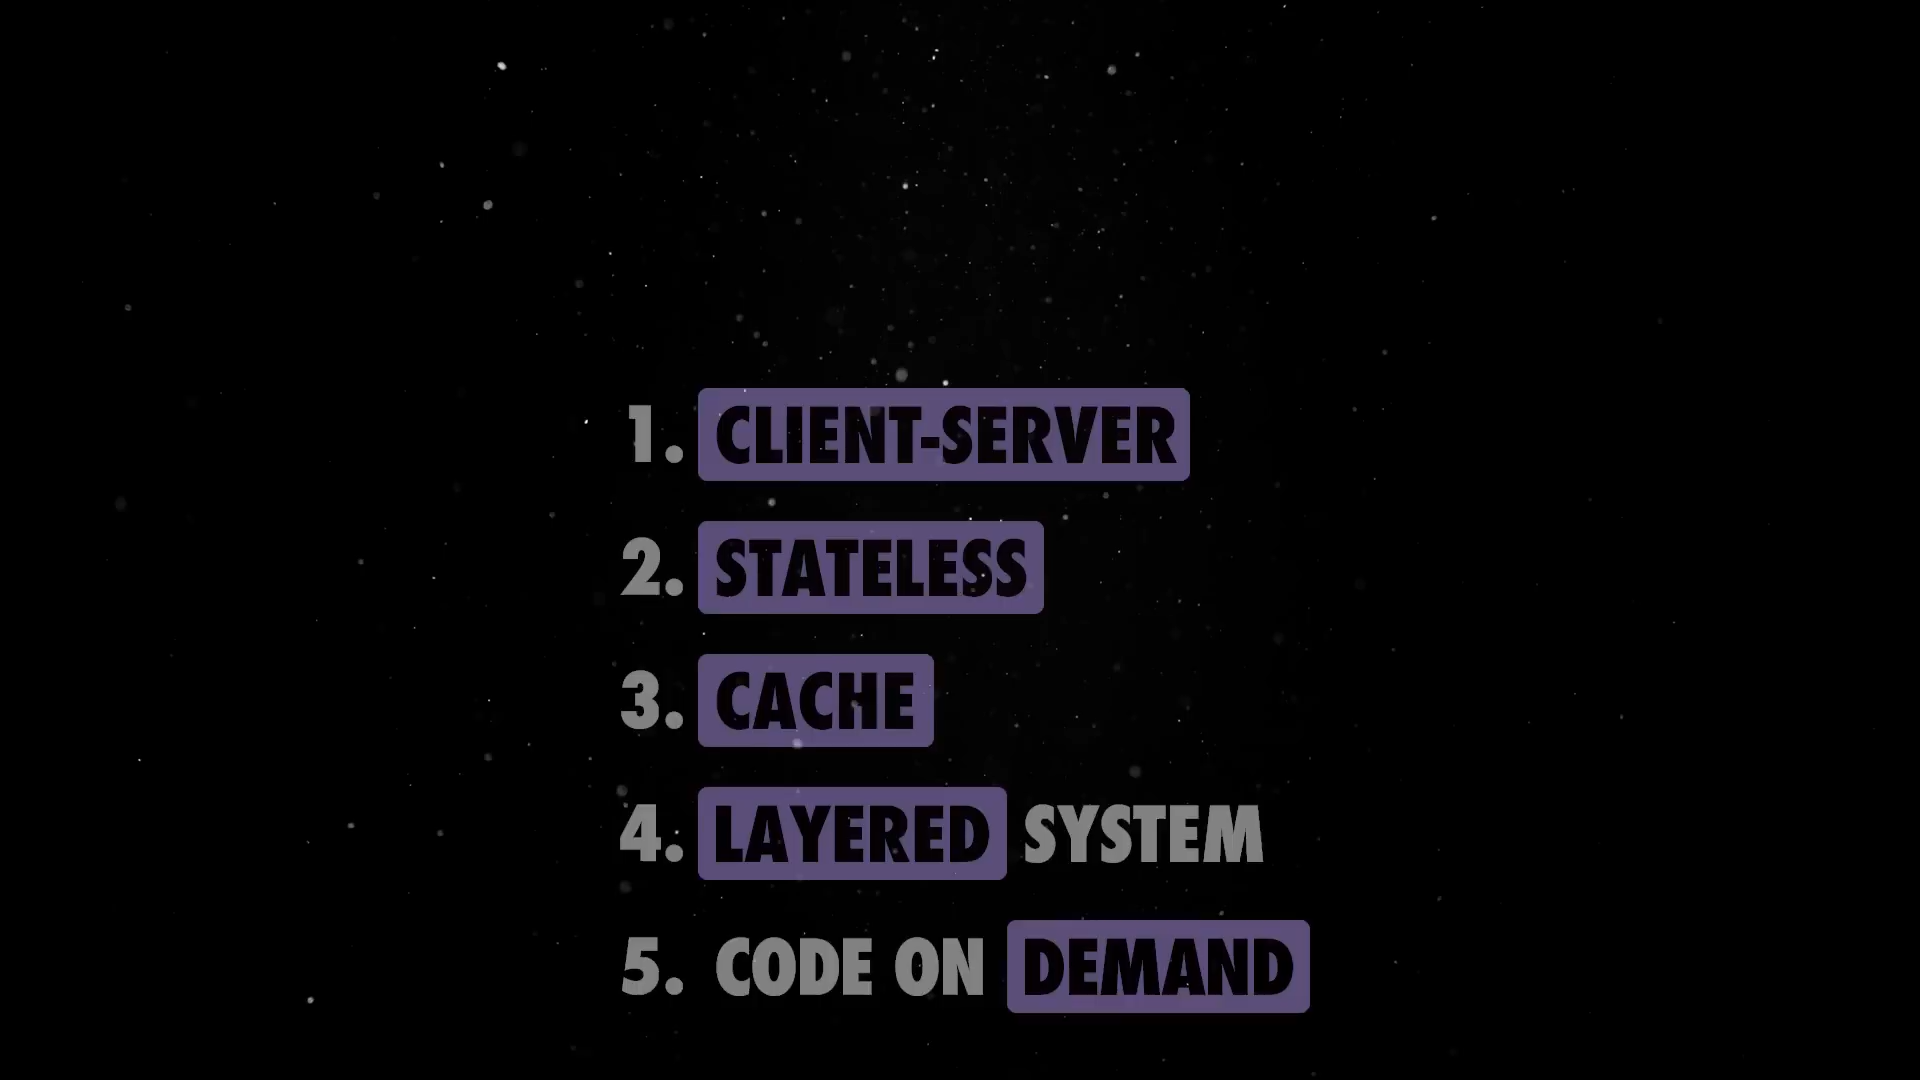 1. CLIENT-SERVER
2. STATELESS
3. CACHE
4. LAYERED SYSTEM
5. CODE ON DEMAND